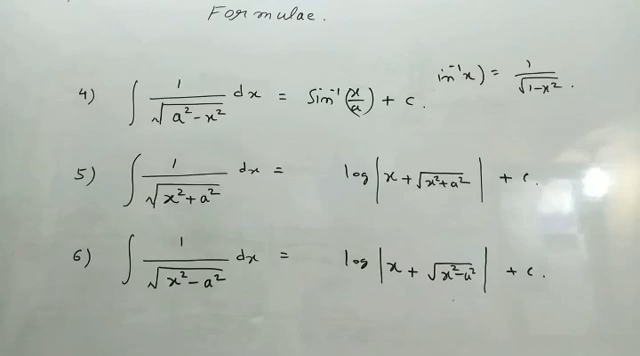 Formulae.
in⁻¹x) = 1/√(1-x²).
4) ∫ 1/√(a²-x²) dx = Sin⁻¹(x/a) + c.
5) ∫ 1/√(x²+a²) dx = log|x + √(x²+a²)| + c.
6) ∫ 1/√(x²-a²) dx = log|x + √(x²-a²)| + c.